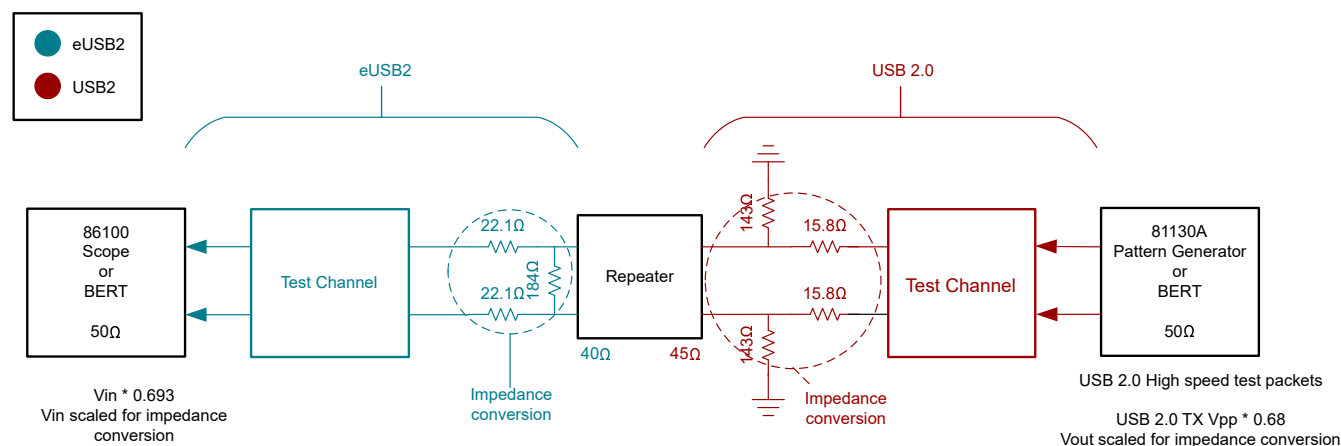 eUSB2
USB2
eUSB2
USB 2.0
86100
Scope
or
BERT
50Ω
Test Channel
22.1Ω
22.1Ω
184Ω
Repeater
40Ω
45Ω
143Ω
143Ω
15.8Ω
15.8Ω
Test Channel
81130A
Pattern Generator
or
BERT
50Ω
Vin * 0.693
Vin scaled for impedance
conversion
Impedance
conversion
Impedance
conversion
USB 2.0 High speed test packets
USB 2.0 TX Vpp * 0.68
Vout scaled for impedance conversion